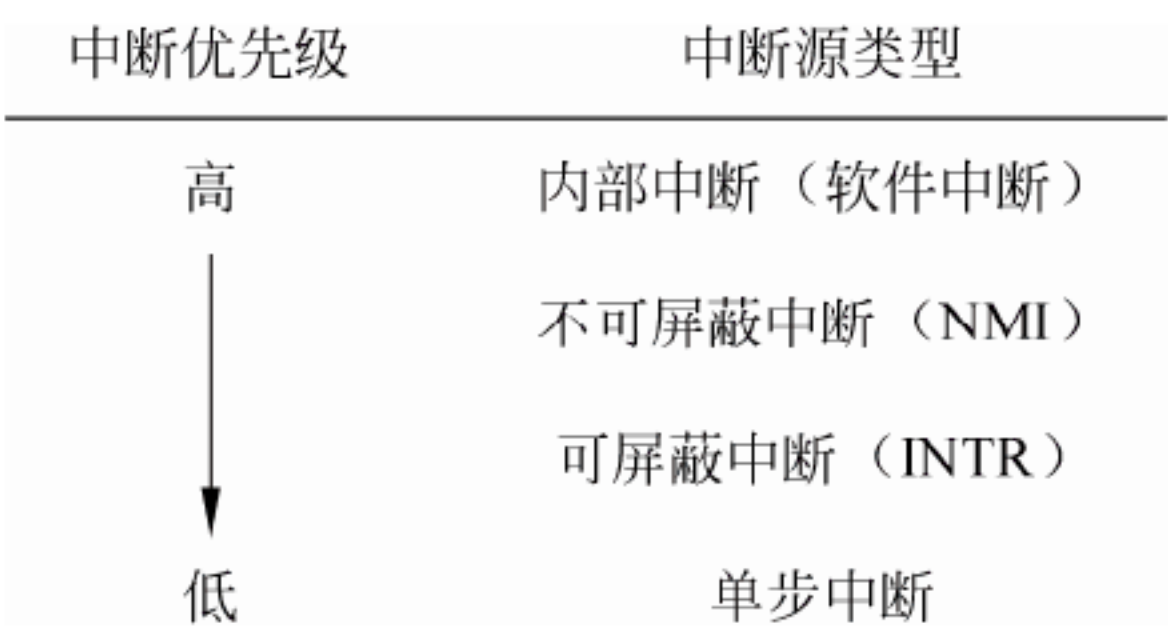 中断优先级 中断源类型
高 内部中断（软件中断）
不可屏蔽中断（NMI）
可屏蔽中断（INTR）
低 单步中断